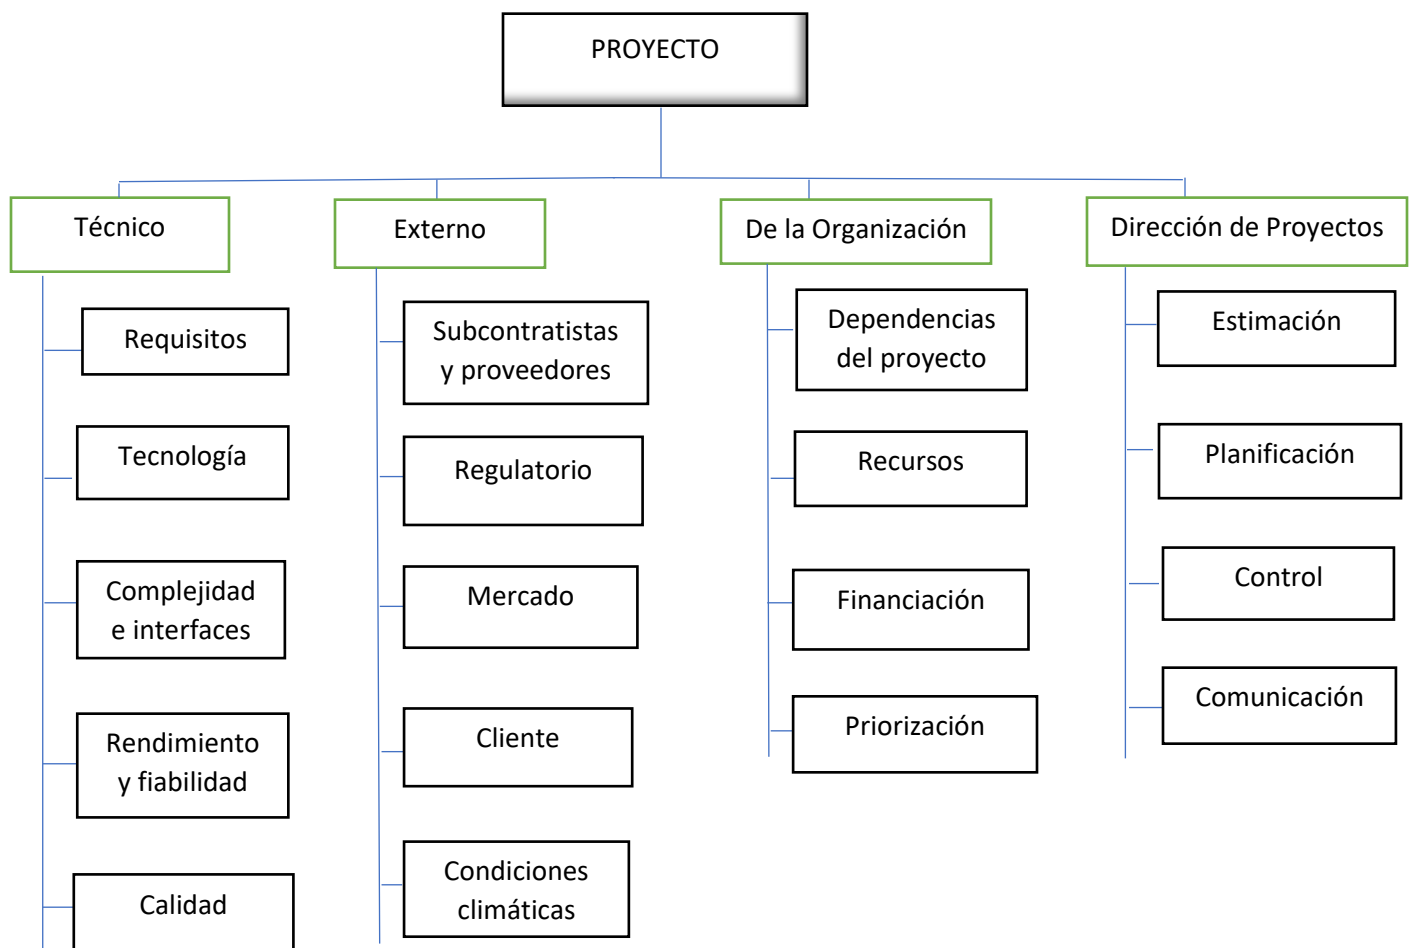 PROYECTO
Técnico
Externo
De la Organización
Dirección de Proyectos
Requisitos
Tecnología
Complejidad
e interfaces
Rendimiento
y fiabilidad
Calidad
Subcontratistas
y proveedores
Regulatorio
Mercado
Cliente
Condiciones
climáticas
Dependencias
del proyecto
Recursos
Financiación
Priorización
Estimación
Planificación
Control
Comunicación